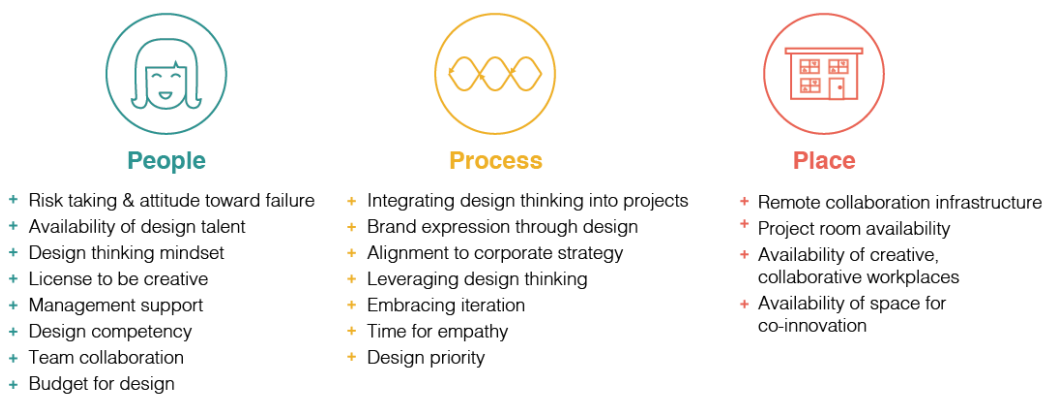 People
+ Risk taking & attitude toward failure
+ Availability of design talent
+ Design thinking mindset
+ License to be creative
+ Management support
+ Design competency
+ Team collaboration
+ Budget for design
Process
+ Integrating design thinking into projects
+ Brand expression through design
+ Alignment to corporate strategy
+ Leveraging design thinking
+ Embracing iteration
+ Time for empathy
+ Design priority
Place
+ Remote collaboration infrastructure
+ Project room availability
+ Availability of creative,
collaborative workplaces
+ Availability of space for
co-innovation